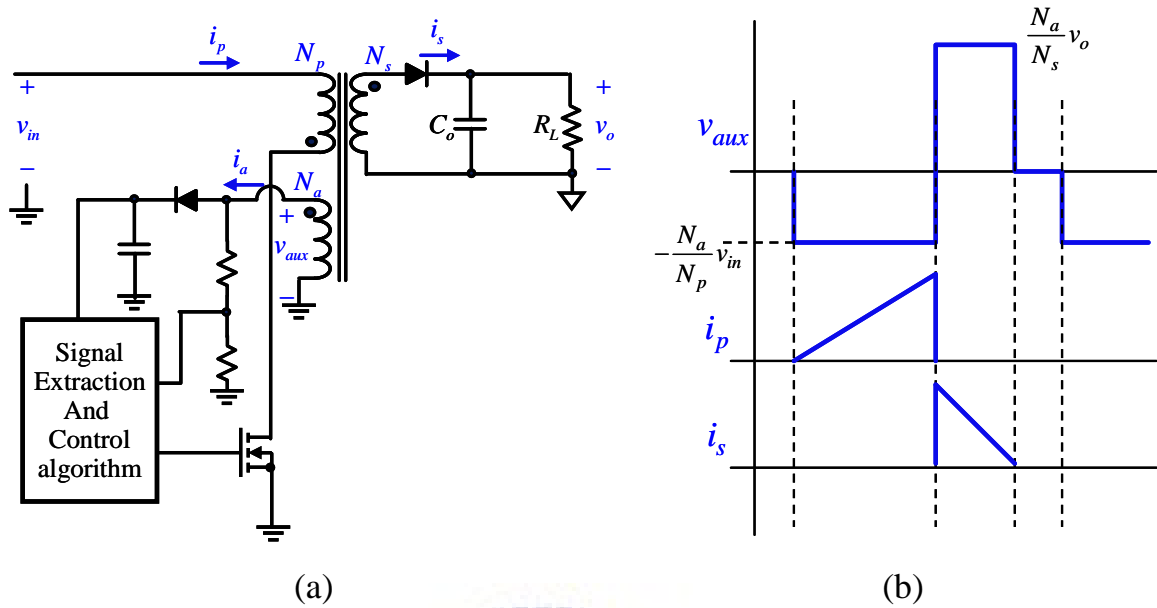 i_p
N_p
N_s
i_s
+
v_in
−
C_o
R_L
+
v_o
−
i_a
N_a
+
v_aux
−
Signal
Extraction
And
Control
algorithm
(a)
N_a/N_s v_o
v_aux
−N_a/N_p v_in
i_p
i_s
(b)